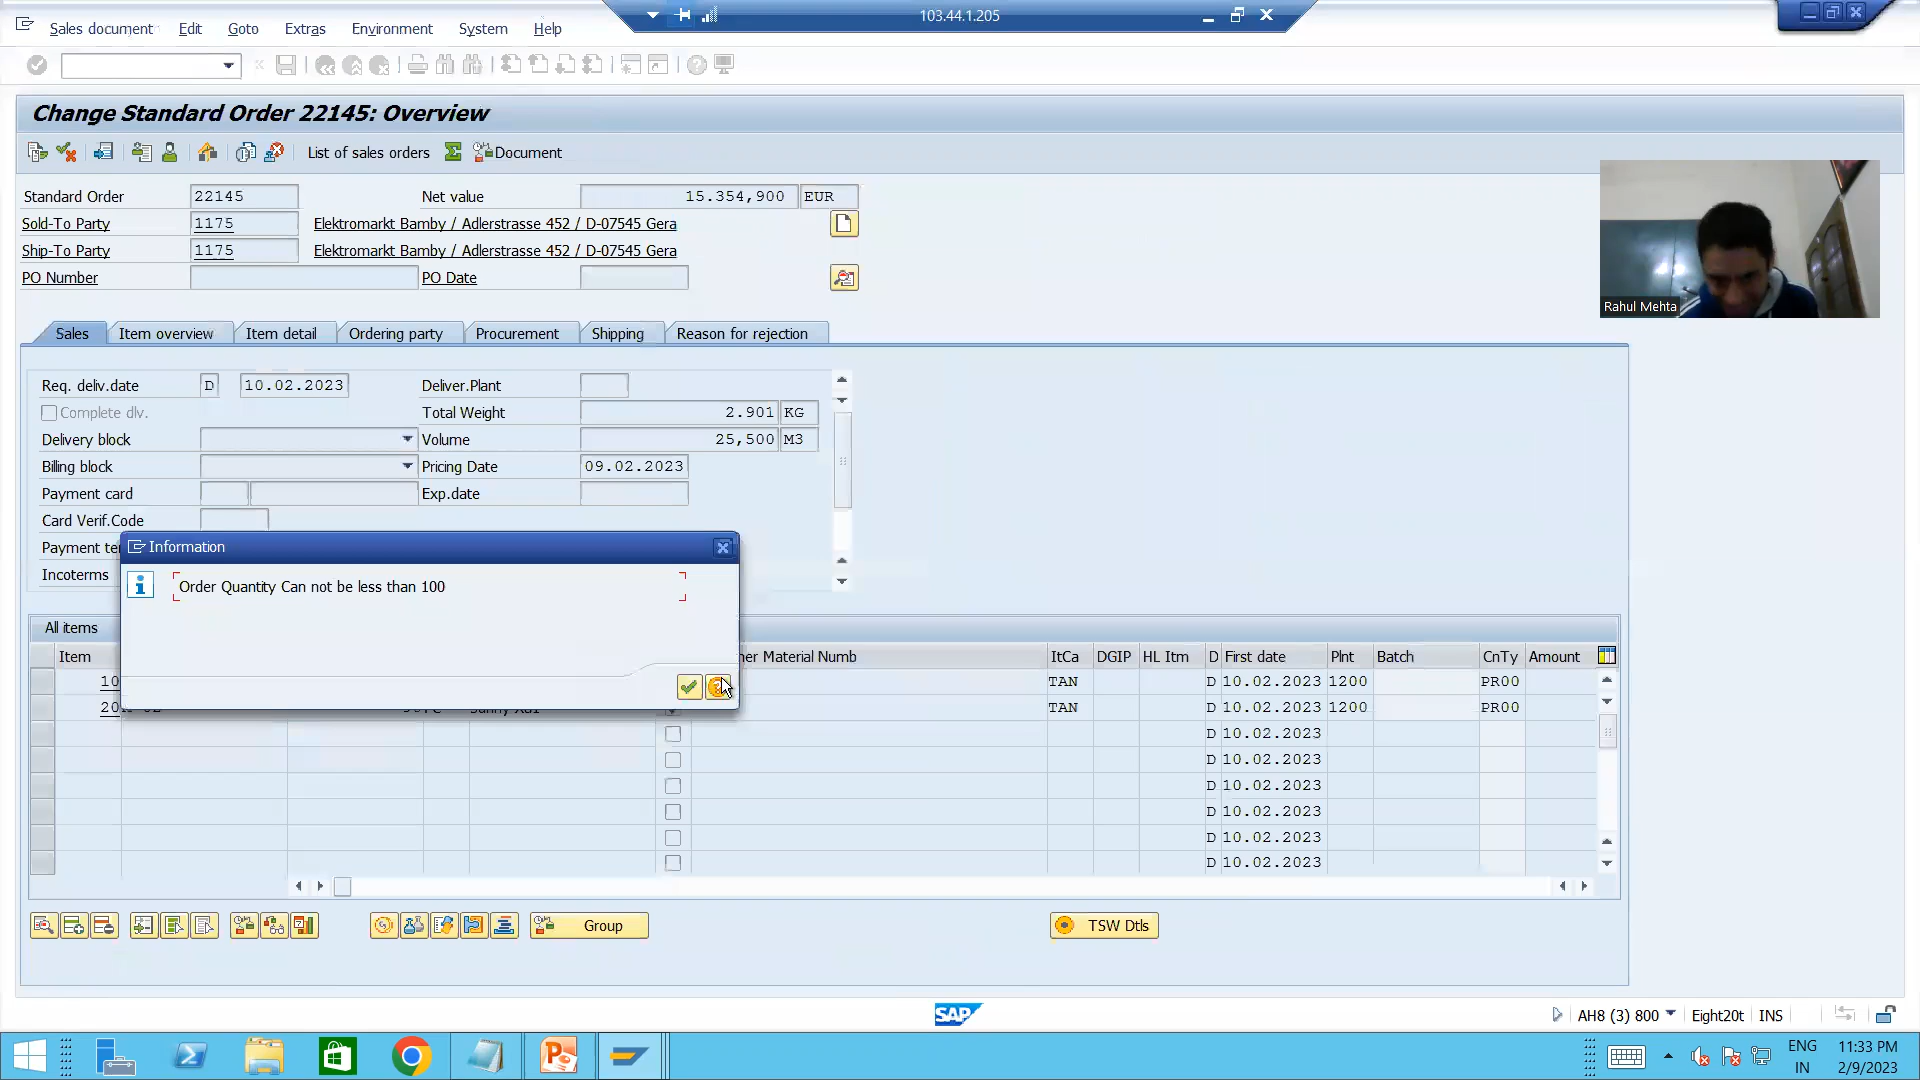 103.44.1.205
Sales document Edit Goto Extras Environment System Help
Change Standard Order 22145: Overview
List of sales orders Document
Standard Order 22145 Net value 15.354,900 EUR
Sold-To Party 1175 Elektromarkt Bamby / Adlerstrasse 452 / D-07545 Gera
Ship-To Party 1175 Elektromarkt Bamby / Adlerstrasse 452 / D-07545 Gera
PO Number PO Date
Rahul Mehta
Sales Item overview Item detail Ordering party Procurement Shipping Reason for rejection
Req. deliv.date D 10.02.2023 Deliver.Plant
Complete dlv. Total Weight 2.901 KG
Delivery block Volume 25,500 M3
Billing block Pricing Date 09.02.2023
Payment card Exp.date
Card Verif.Code
Payment te
Incoterms
Information
Order Quantity Can not be less than 100
All items
Item er Material Numb ItCa DGIP HL Itm D First date Plnt Batch CnTy Amount
10 TAN D 10.02.2023 1200 PR00
20 TAN D 10.02.2023 1200 PR00
D 10.02.2023
D 10.02.2023
D 10.02.2023
D 10.02.2023
D 10.02.2023
D 10.02.2023
Group TSW Dtls
SAP AH8 (3) 800 Eight20t INS
ENG 11:33 PM
IN 2/9/2023